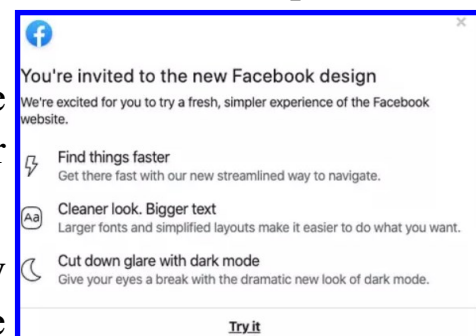 You're invited to the new Facebook design
We're excited for you to try a fresh, simpler experience of the Facebook
website.
Find things faster
Get there fast with our new streamlined way to navigate.
Aa
Cleaner look. Bigger text
Larger fonts and simplified layouts make it easier to do what you want.
Cut down glare with dark mode
Give your eyes a break with the dramatic new look of dark mode.
Try it